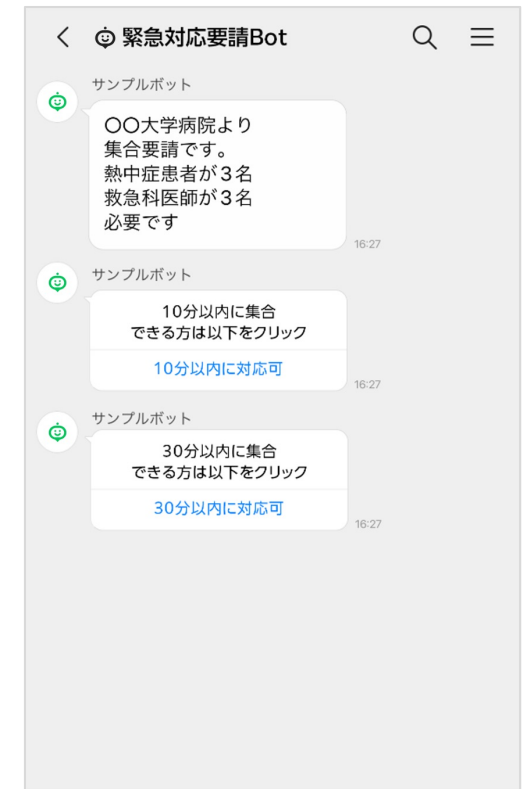 緊急対応要請Bot
サンプルボット
〇〇大学病院より
集合要請です。
熱中症患者が３名
救急科医師が３名
必要です
16:27
サンプルボット
10分以内に集合
できる方は以下をクリック
10分以内に対応可
16:27
サンプルボット
30分以内に集合
できる方は以下をクリック
30分以内に対応可
16:27